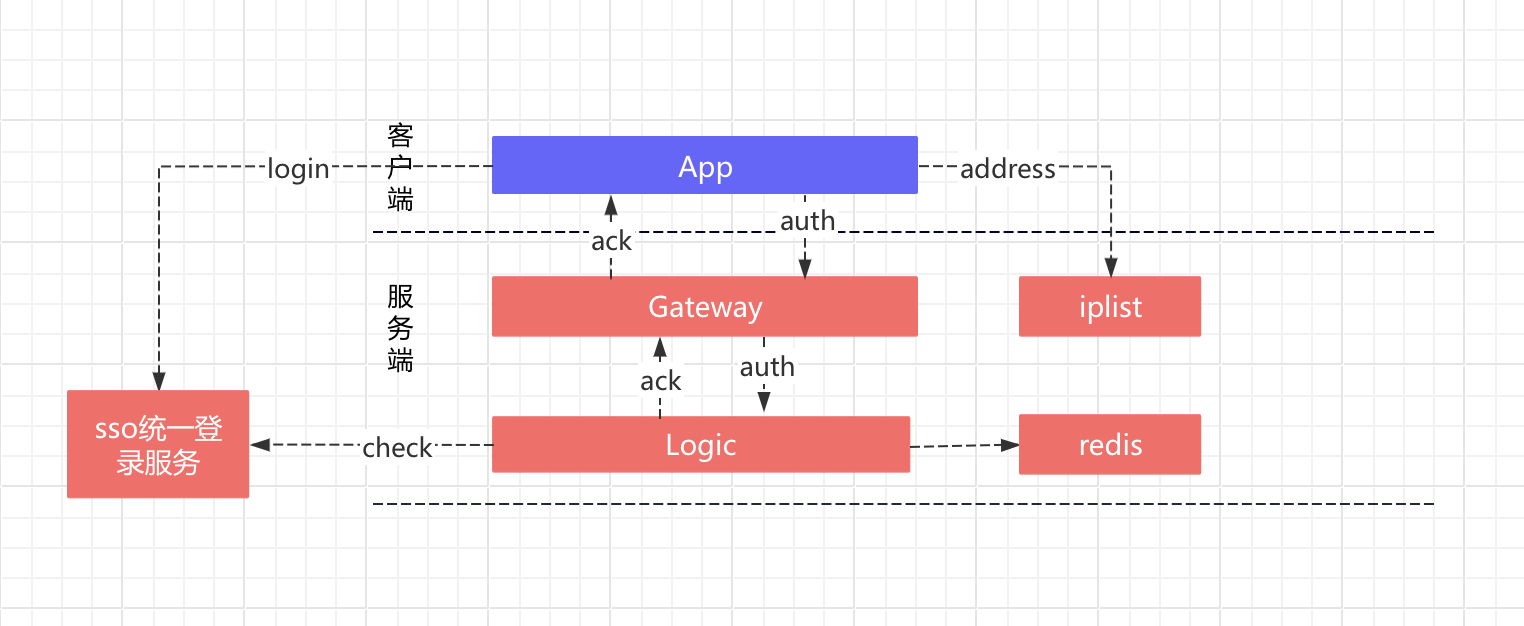 客户端
App
login
address
auth
ack
服务端
Gateway
iplist
auth
ack
sso统一登
录服务
check
Logic
redis